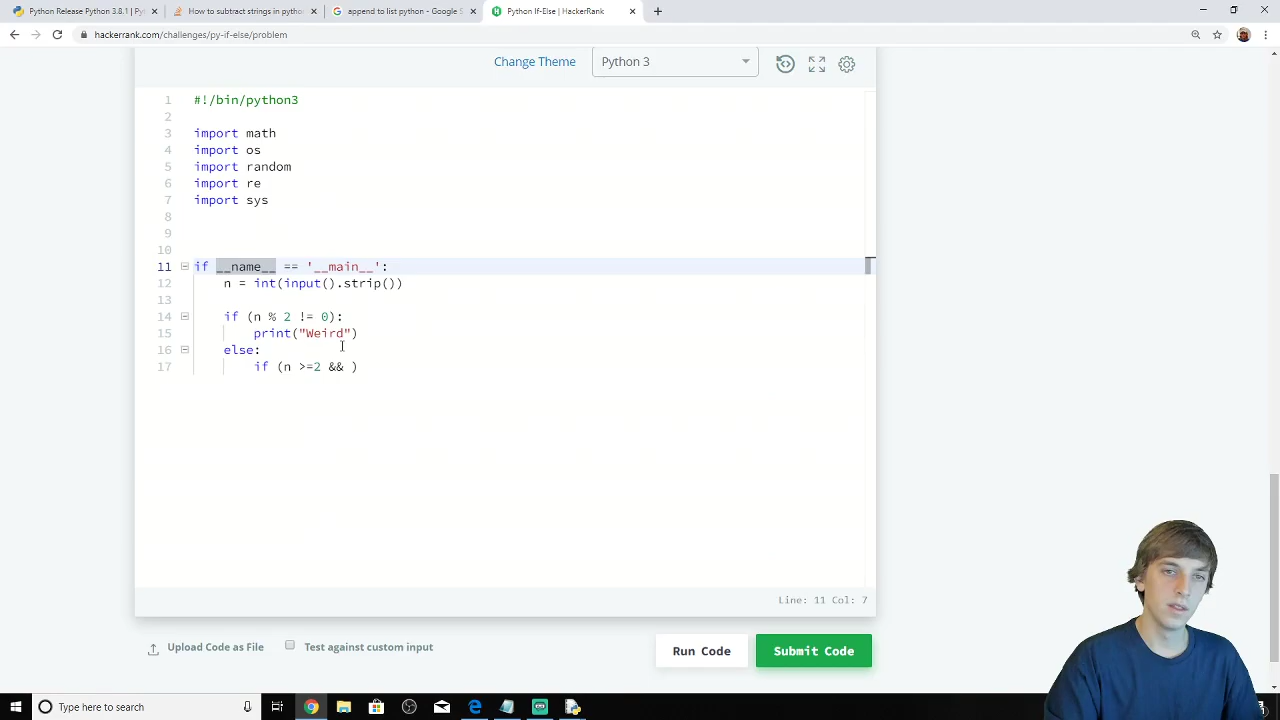 Python Release Python 3.8.1 | Py
How to subtract strings in python
append to list python - Google S
Python If-Else | HackerRank
hackerrank.com/challenges/py-if-else/problem
Change Theme
Python 3
1 #!/bin/python3
2
3 import math
4 import os
5 import random
6 import re
7 import sys
8
9
10
11 if __name__ == '__main__':
12 n = int(input().strip())
13
14 if (n % 2 != 0):
15 print("Weird")
16 else:
17 if (n >=2 && )
Line: 11 Col: 7
Upload Code as File
Test against custom input
Run Code
Submit Code
Type here to search